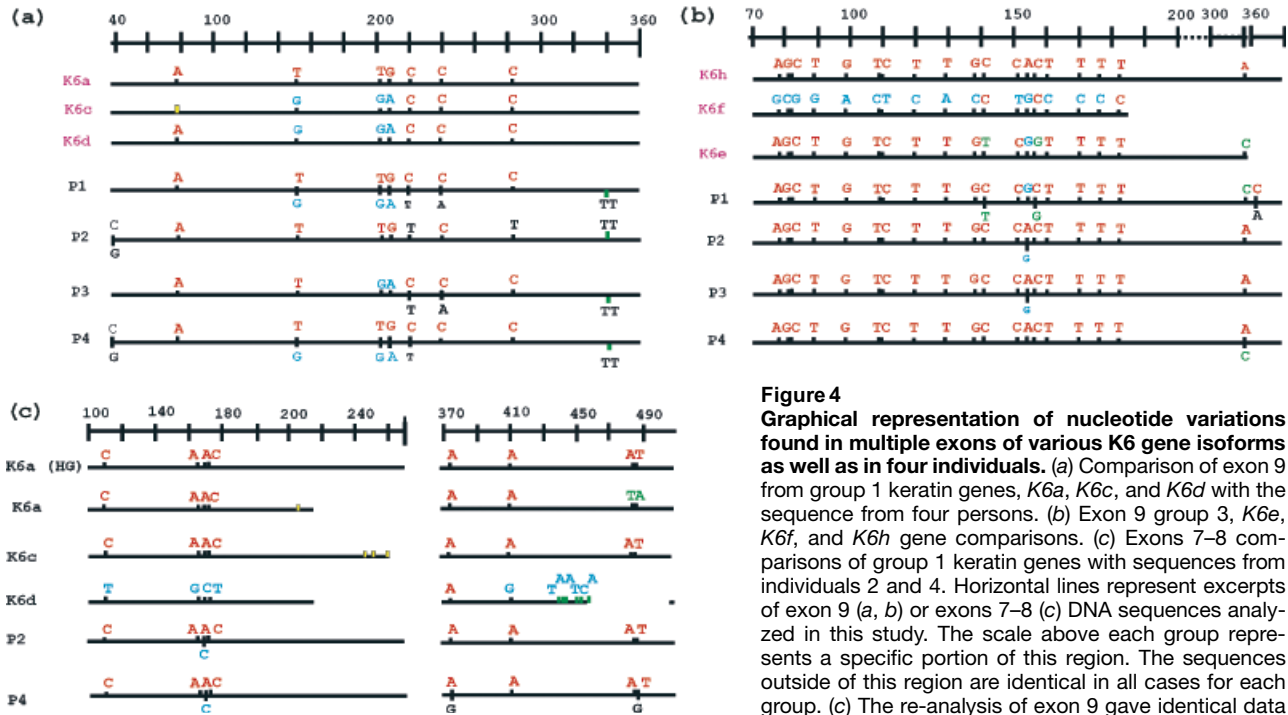 (a)
40 100 200 300 360
A T TG C C C
K6a
G GA C C C
K6c
A G GA C C C
K6d
A T TG C C C
P1
G GA T A TT
C A T TG T C T TT
P2
G
A T GA C C C
P3
T A TT
C A T TG C C C
P4
G G GA T TT
(b)
70 100 150 200 300 360
AGC T G TC T T GC CACT T T T A
K6h
GCG G A CT C A CC TGCC C C C
K6f
AGC T G TC T T GT CGGT T T T C
K6e
AGC T G TC T T GC CGCT T T T CC
P1
T G A
AGC T G TC T T GC CACT T T T A
P2
G
AGC T G TC T T GC CACT T T T A
P3
G
AGC T G TC T T GC CACT T T T A
P4
C
(c)
100 140 180 200 240 370 410 450 490
C A AC A A AT
K6a (HG)
C AAC A A TA
K6a
C A AC A A AT
K6c
T G CT A G T AA TC A
K6d
C AAC A A AT
P2
C
C AAC A A A T
P4
C G G
Figure 4
Graphical representation of nucleotide variations
found in multiple exons of various K6 gene isoforms
as well as in four individuals. (a) Comparison of exon 9
from group 1 keratin genes, K6a, K6c, and K6d with the
sequence from four persons. (b) Exon 9 group 3, K6e,
K6f, and K6h gene comparisons. (c) Exons 7–8 com-
parisons of group 1 keratin genes with sequences from
individuals 2 and 4. Horizontal lines represent excerpts
of exon 9 (a, b) or exons 7–8 (c) DNA sequences analy-
zed in this study. The scale above each group repre-
sents a specific portion of this region. The sequences
outside of this region are identical in all cases for each
group. (c) The re-analysis of exon 9 gave identical data